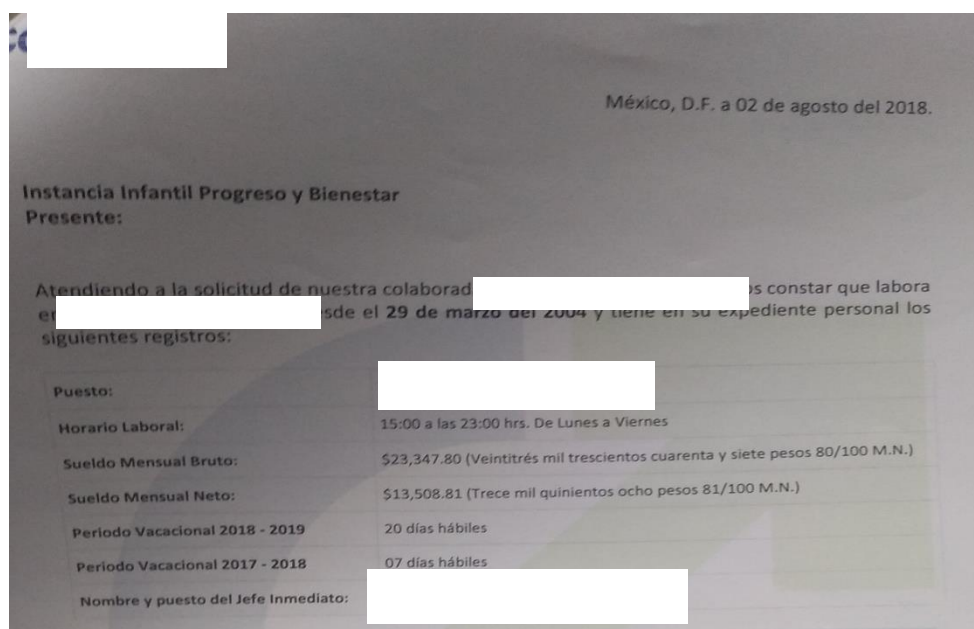 México, D.F. a 02 de agosto del 2018.
Instancia Infantil Progreso y Bienestar
Presente:
Atendiendo a la solicitud de nuestra colaborad constar que labora
el 29 de marzo del 2004 y tiene en su expediente personal los
siguientes registros:
Puesto:
Horario Laboral: 15:00 a las 23:00 hrs. De Lunes a Viernes
Sueldo Mensual Bruto: $23,347.80 (Veintitrés mil trescientos cuarenta y siete pesos 80/100 M.N.)
Sueldo Mensual Neto: $13,508.81 (Trece mil quinientos ocho pesos 81/100 M.N.)
Periodo Vacacional 2018 - 2019 20 días hábiles
Periodo Vacacional 2017 - 2018 07 días hábiles
Nombre y puesto del Jefe Inmediato: